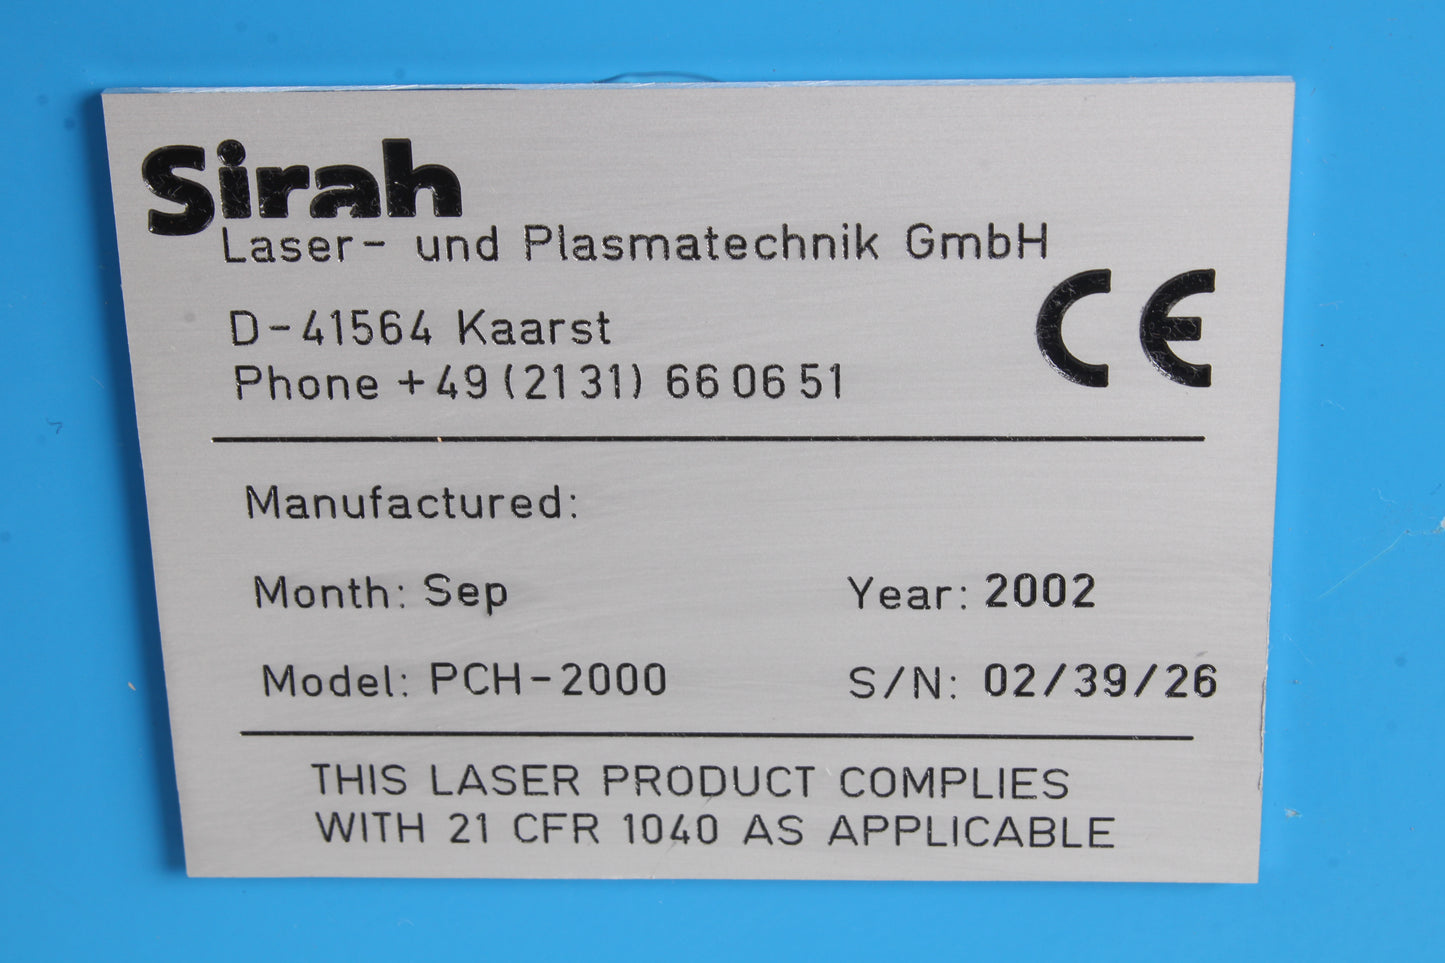 Sirah
Laser- und Plasmatechnik GmbH
CE
D-41564 Kaarst
Phone +49 (2131) 66 06 51
Manufactured:
Month: Sep Year: 2002
Model: PCH-2000 S/N: 02/39/26
THIS LASER PRODUCT COMPLIES
WITH 21 CFR 1040 AS APPLICABLE